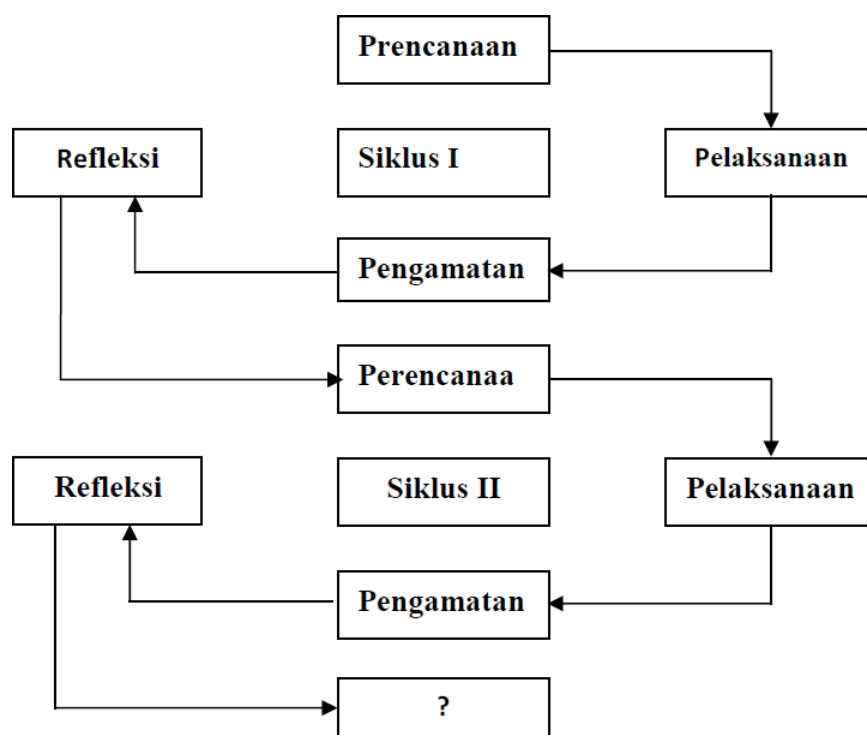 Prencanaan
Refleksi
Siklus I
Pelaksanaan
Pengamatan
Perencanaa
Refleksi
Siklus II
Pelaksanaan
Pengamatan
?